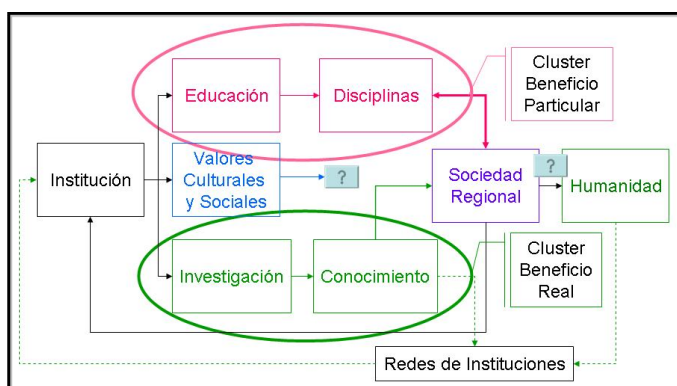 Cluster
Beneficio
Particular
Educación
Disciplinas
Institución
Valores
Culturales
y Sociales
?
Sociedad
Regional
?
Humanidad
Investigación
Conocimiento
Cluster
Beneficio
Real
Redes de Instituciones